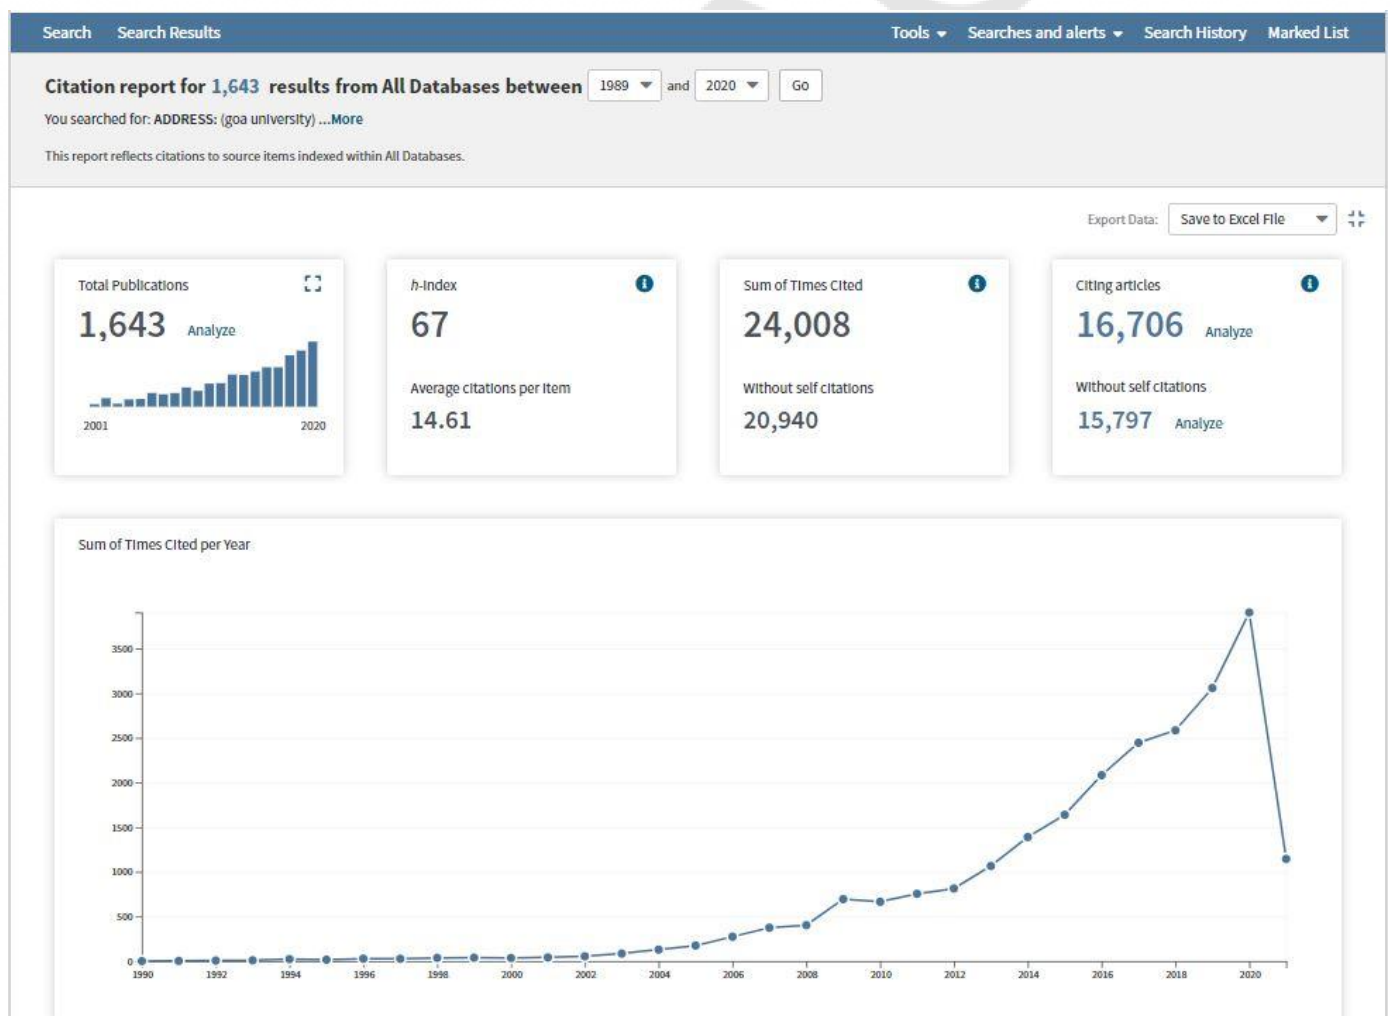 Search Search Results Tools Searches and alerts Search History Marked List
Citation report for 1,643 results from All Databases between 1989 and 2020 Go
You searched for: ADDRESS: (goa university) ...More
This report reflects citations to source items indexed within All Databases.
Export Data: Save to Excel File
Total Publications
1,643 Analyze
2001 2020
h-index
67
Average citations per item
14.61
Sum of Times Cited
24,008
Without self citations
20,940
Citing articles
16,706 Analyze
Without self citations
15,797 Analyze
Sum of Times Cited per Year
3500
3000
2500
2000
1500
1000
500
0
1990 1992 1994 1996 1998 2000 2002 2004 2006 2008 2010 2012 2014 2016 2018 2020